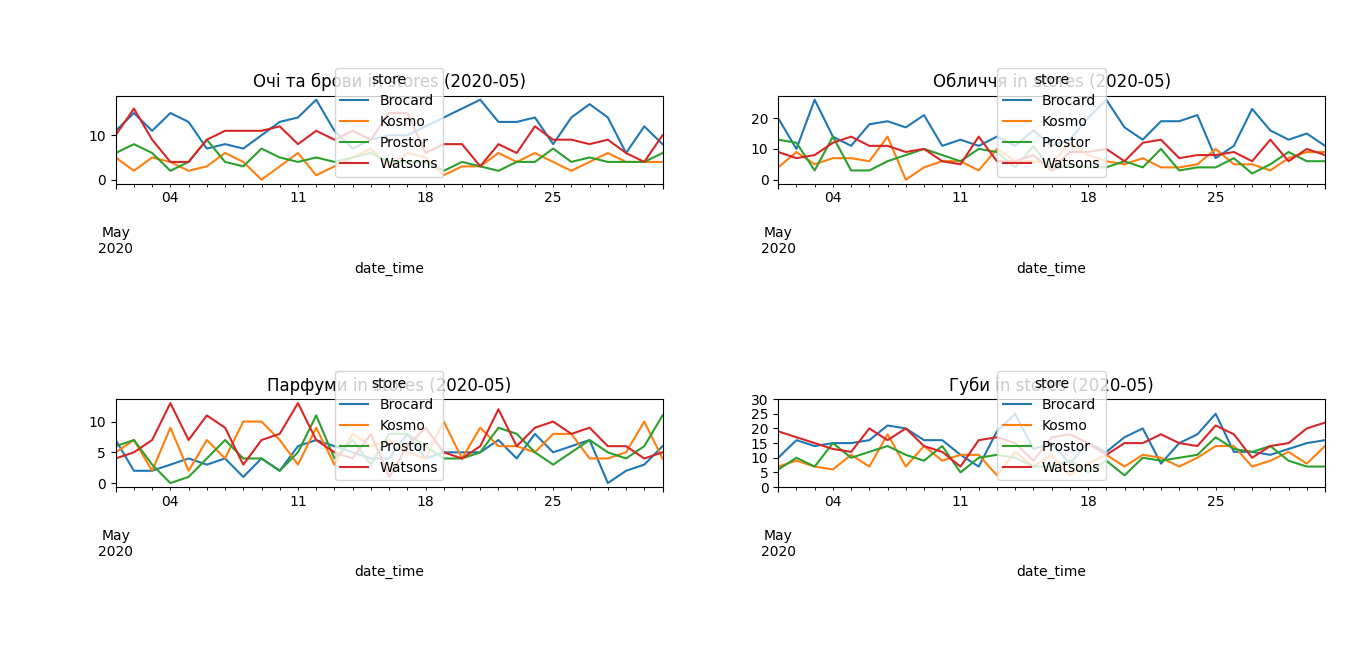 Очі та брови in stores (2020-05)
store
Brocard
Kosmo
Prostor
Watsons
10
0
04 11 18 25
May
2020
date_time
Обличчя in stores (2020-05)
store
Brocard
Kosmo
Prostor
Watsons
20
10
0
04 11 18 25
May
2020
date_time
Парфуми in stores (2020-05)
store
Brocard
Kosmo
Prostor
Watsons
10
5
0
04 11 18 25
May
2020
date_time
Губи in stores (2020-05)
store
Brocard
Kosmo
Prostor
Watsons
30
25
20
15
10
5
0
04 11 18 25
May
2020
date_time